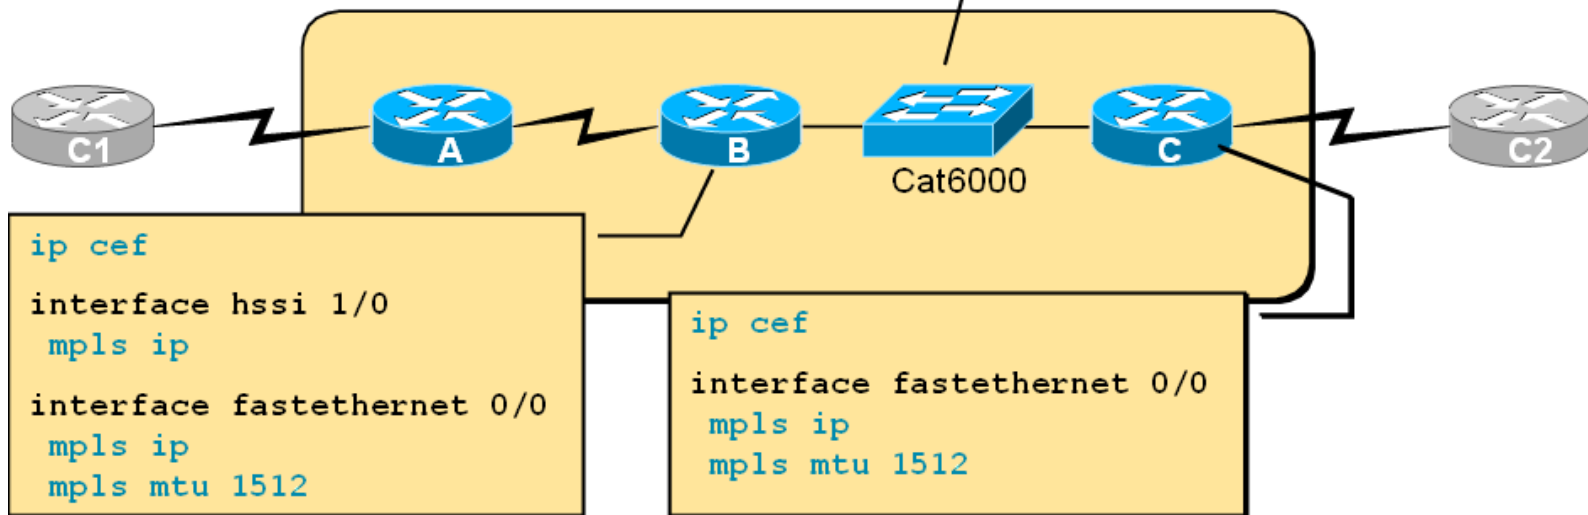 C1
A
B
C
C2
Cat6000
ip cef
interface hssi 1/0
mpls ip
interface fastethernet 0/0
mpls ip
mpls mtu 1512
ip cef
interface fastethernet 0/0
mpls ip
mpls mtu 1512